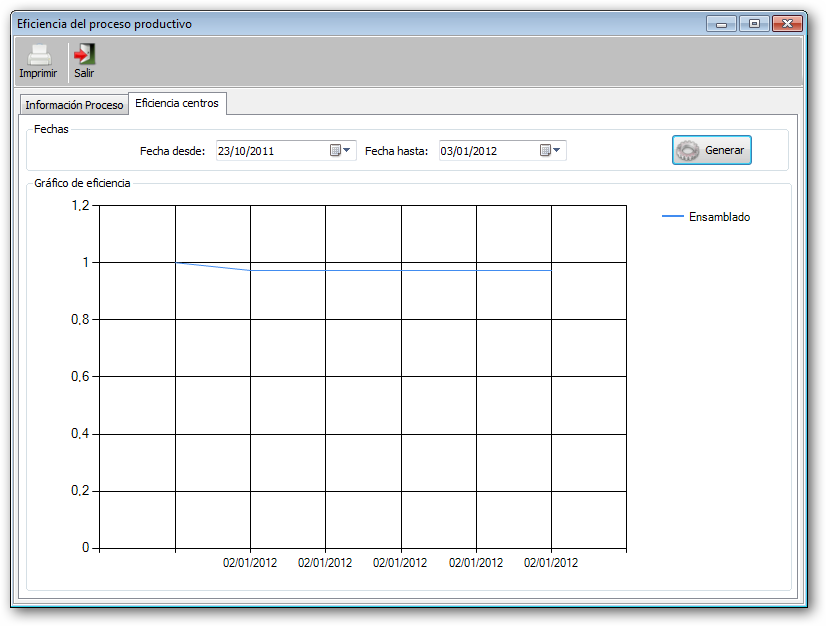 Eficiencia del proceso productivo
Imprimir Salir
Información Proceso Eficiencia centros
Fechas
Fecha desde: 23/10/2011 Fecha hasta: 03/01/2012 Generar
Gráfico de eficiencia
1,2
Ensamblado
1
0,8
0,6
0,4
0,2
0
02/01/2012 02/01/2012 02/01/2012 02/01/2012 02/01/2012